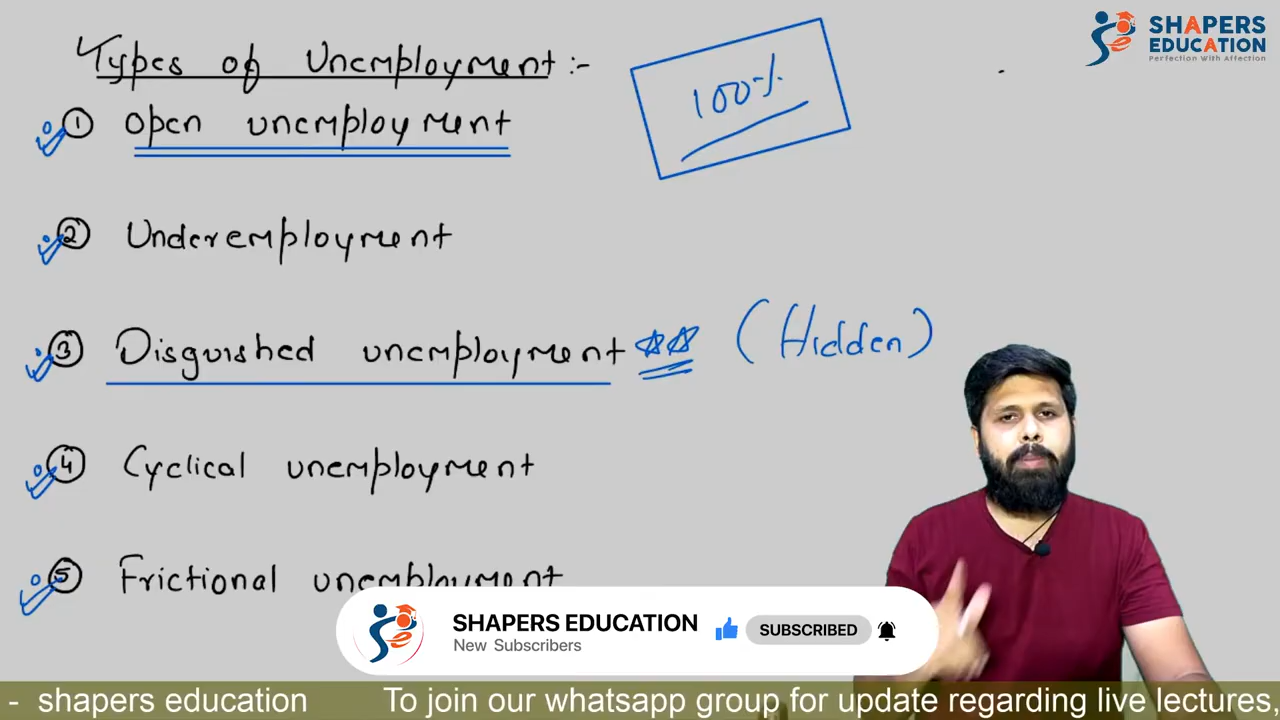 Types of Unemployment :-
100%
SHAPERS
EDUCATION
Perfection With Affection
① Open unemployment
② Underemployment
③ Disguished unemployment (Hidden)
④ Cyclical unemployment
⑤ Frictional unemployment
SHAPERS EDUCATION
New Subscribers
SUBSCRIBED
- shapers education To join our whatsapp group for update regarding live lectures,